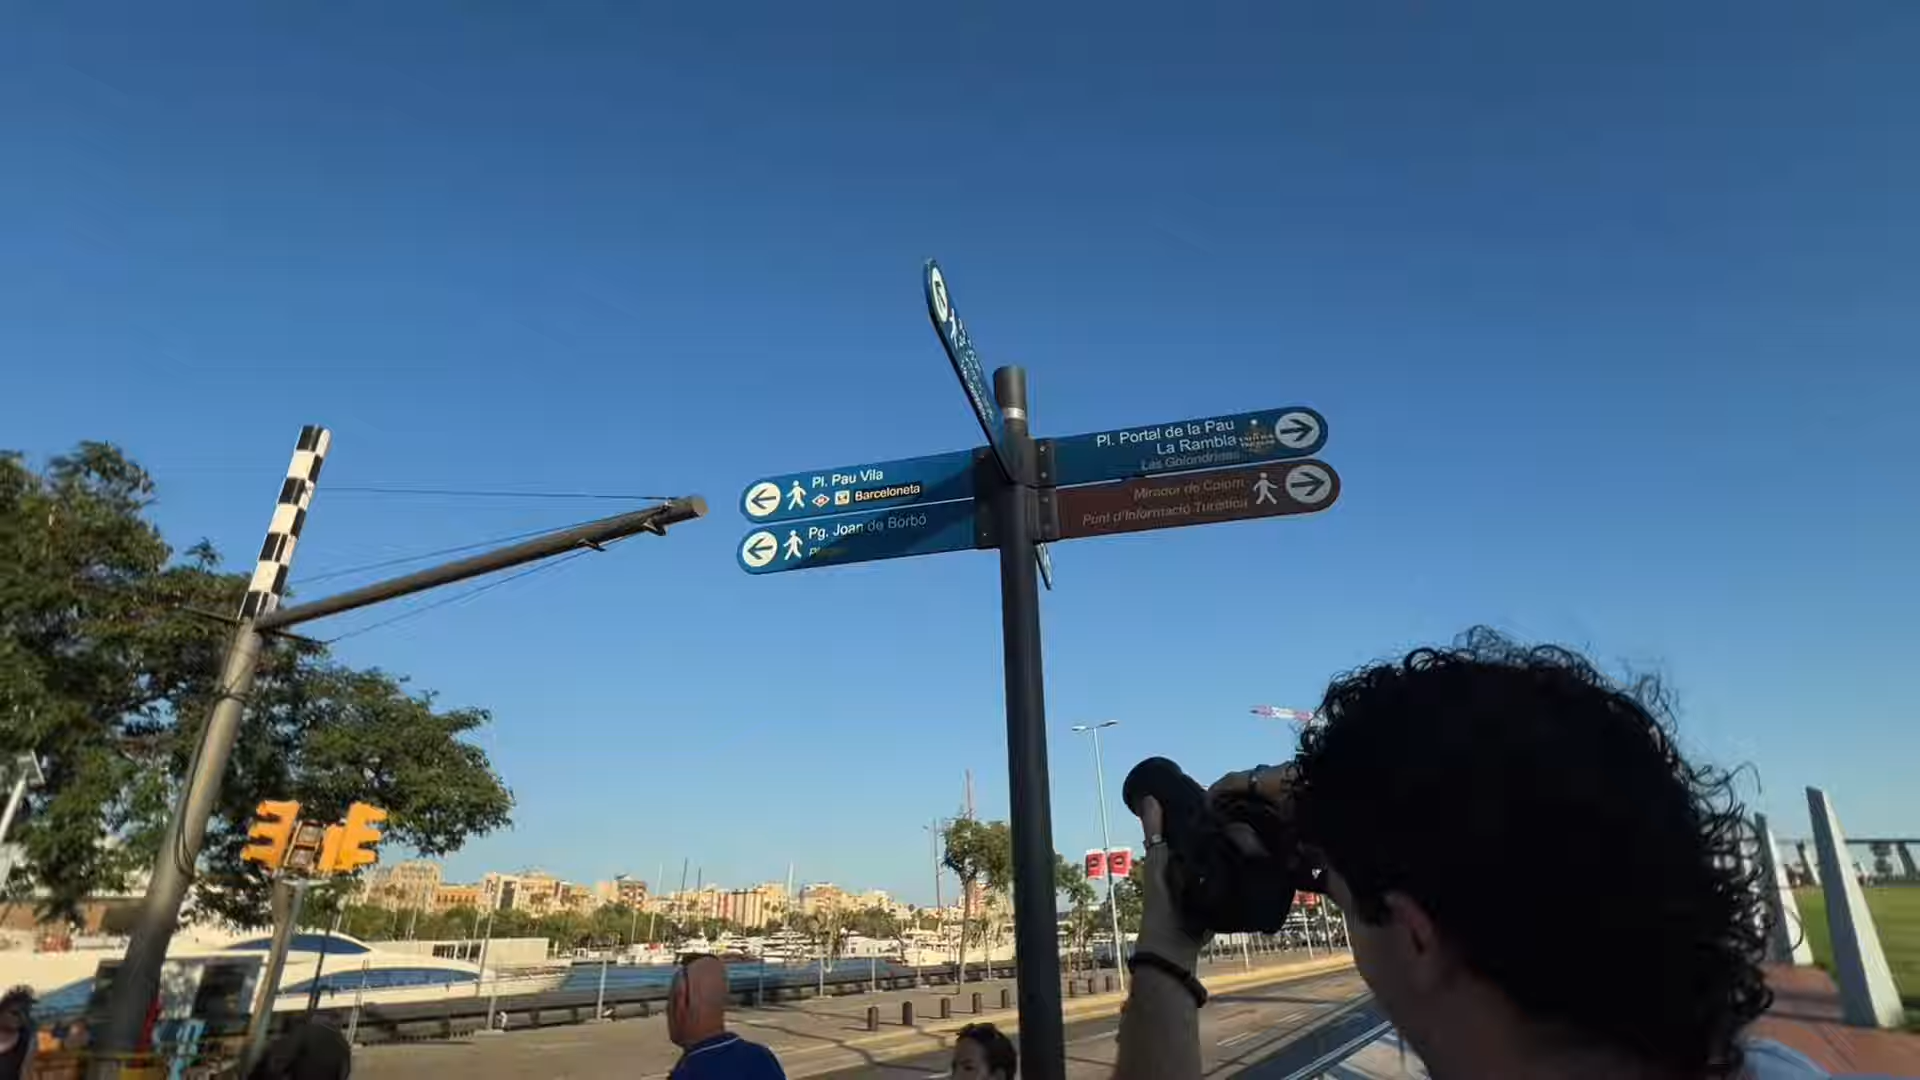 Pl. Pau Vila
M Barceloneta
Pg. Joan de Borbó
Pl. Portal de la Pau
La Rambla
Las Golondrinas
Mirador de Colom
Punt d'Informació Turística